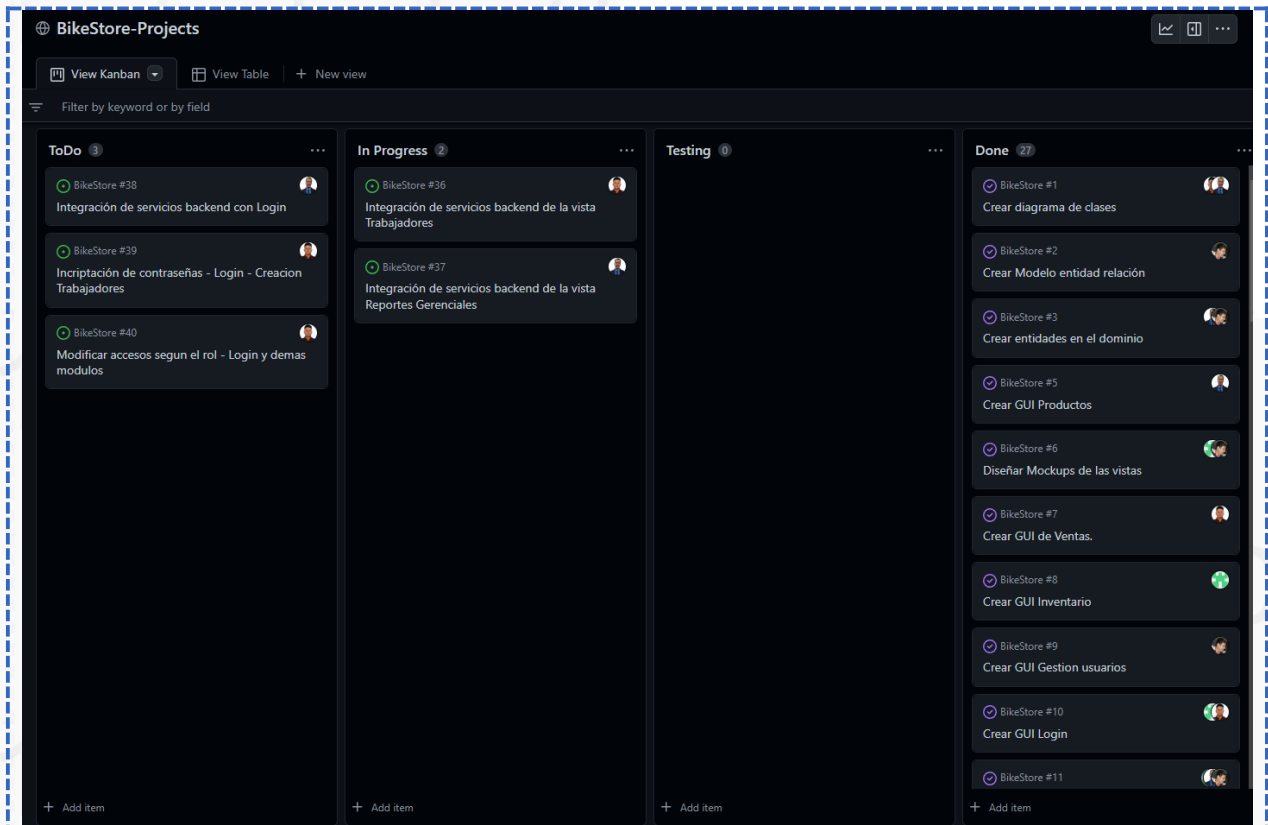 BikeStore-Projects
View Kanban
View Table
+ New view
Filter by keyword or by field
ToDo 3
BikeStore #38
Integración de servicios backend con Login
BikeStore #39
Incriptación de contraseñas - Login - Creacion
Trabajadores
BikeStore #40
Modificar accesos segun el rol - Login y demas
modulos
+ Add item
In Progress 2
BikeStore #36
Integración de servicios backend de la vista
Trabajadores
BikeStore #37
Integración de servicios backend de la vista
Reportes Gerenciales
+ Add item
Testing 0
+ Add item
Done 27
BikeStore #1
Crear diagrama de clases
BikeStore #2
Crear Modelo entidad relación
BikeStore #3
Crear entidades en el dominio
BikeStore #5
Crear GUI Productos
BikeStore #6
Diseñar Mockups de las vistas
BikeStore #7
Crear GUI de Ventas.
BikeStore #8
Crear GUI Inventario
BikeStore #9
Crear GUI Gestion usuarios
BikeStore #10
Crear GUI Login
BikeStore #11
+ Add item